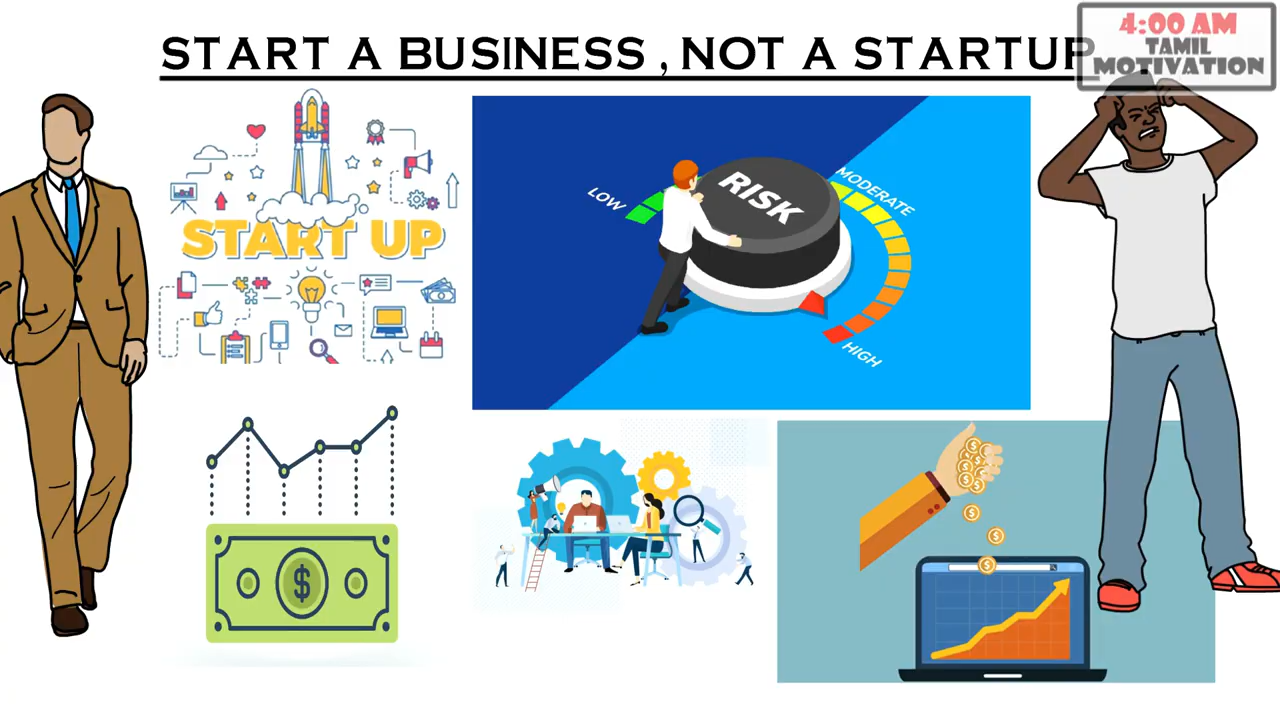 START A BUSINESS , NOT A STARTUP
4:00 AM
TAMIL
MOTIVATION
START UP
LOW
RISK
MODERATE
HIGH